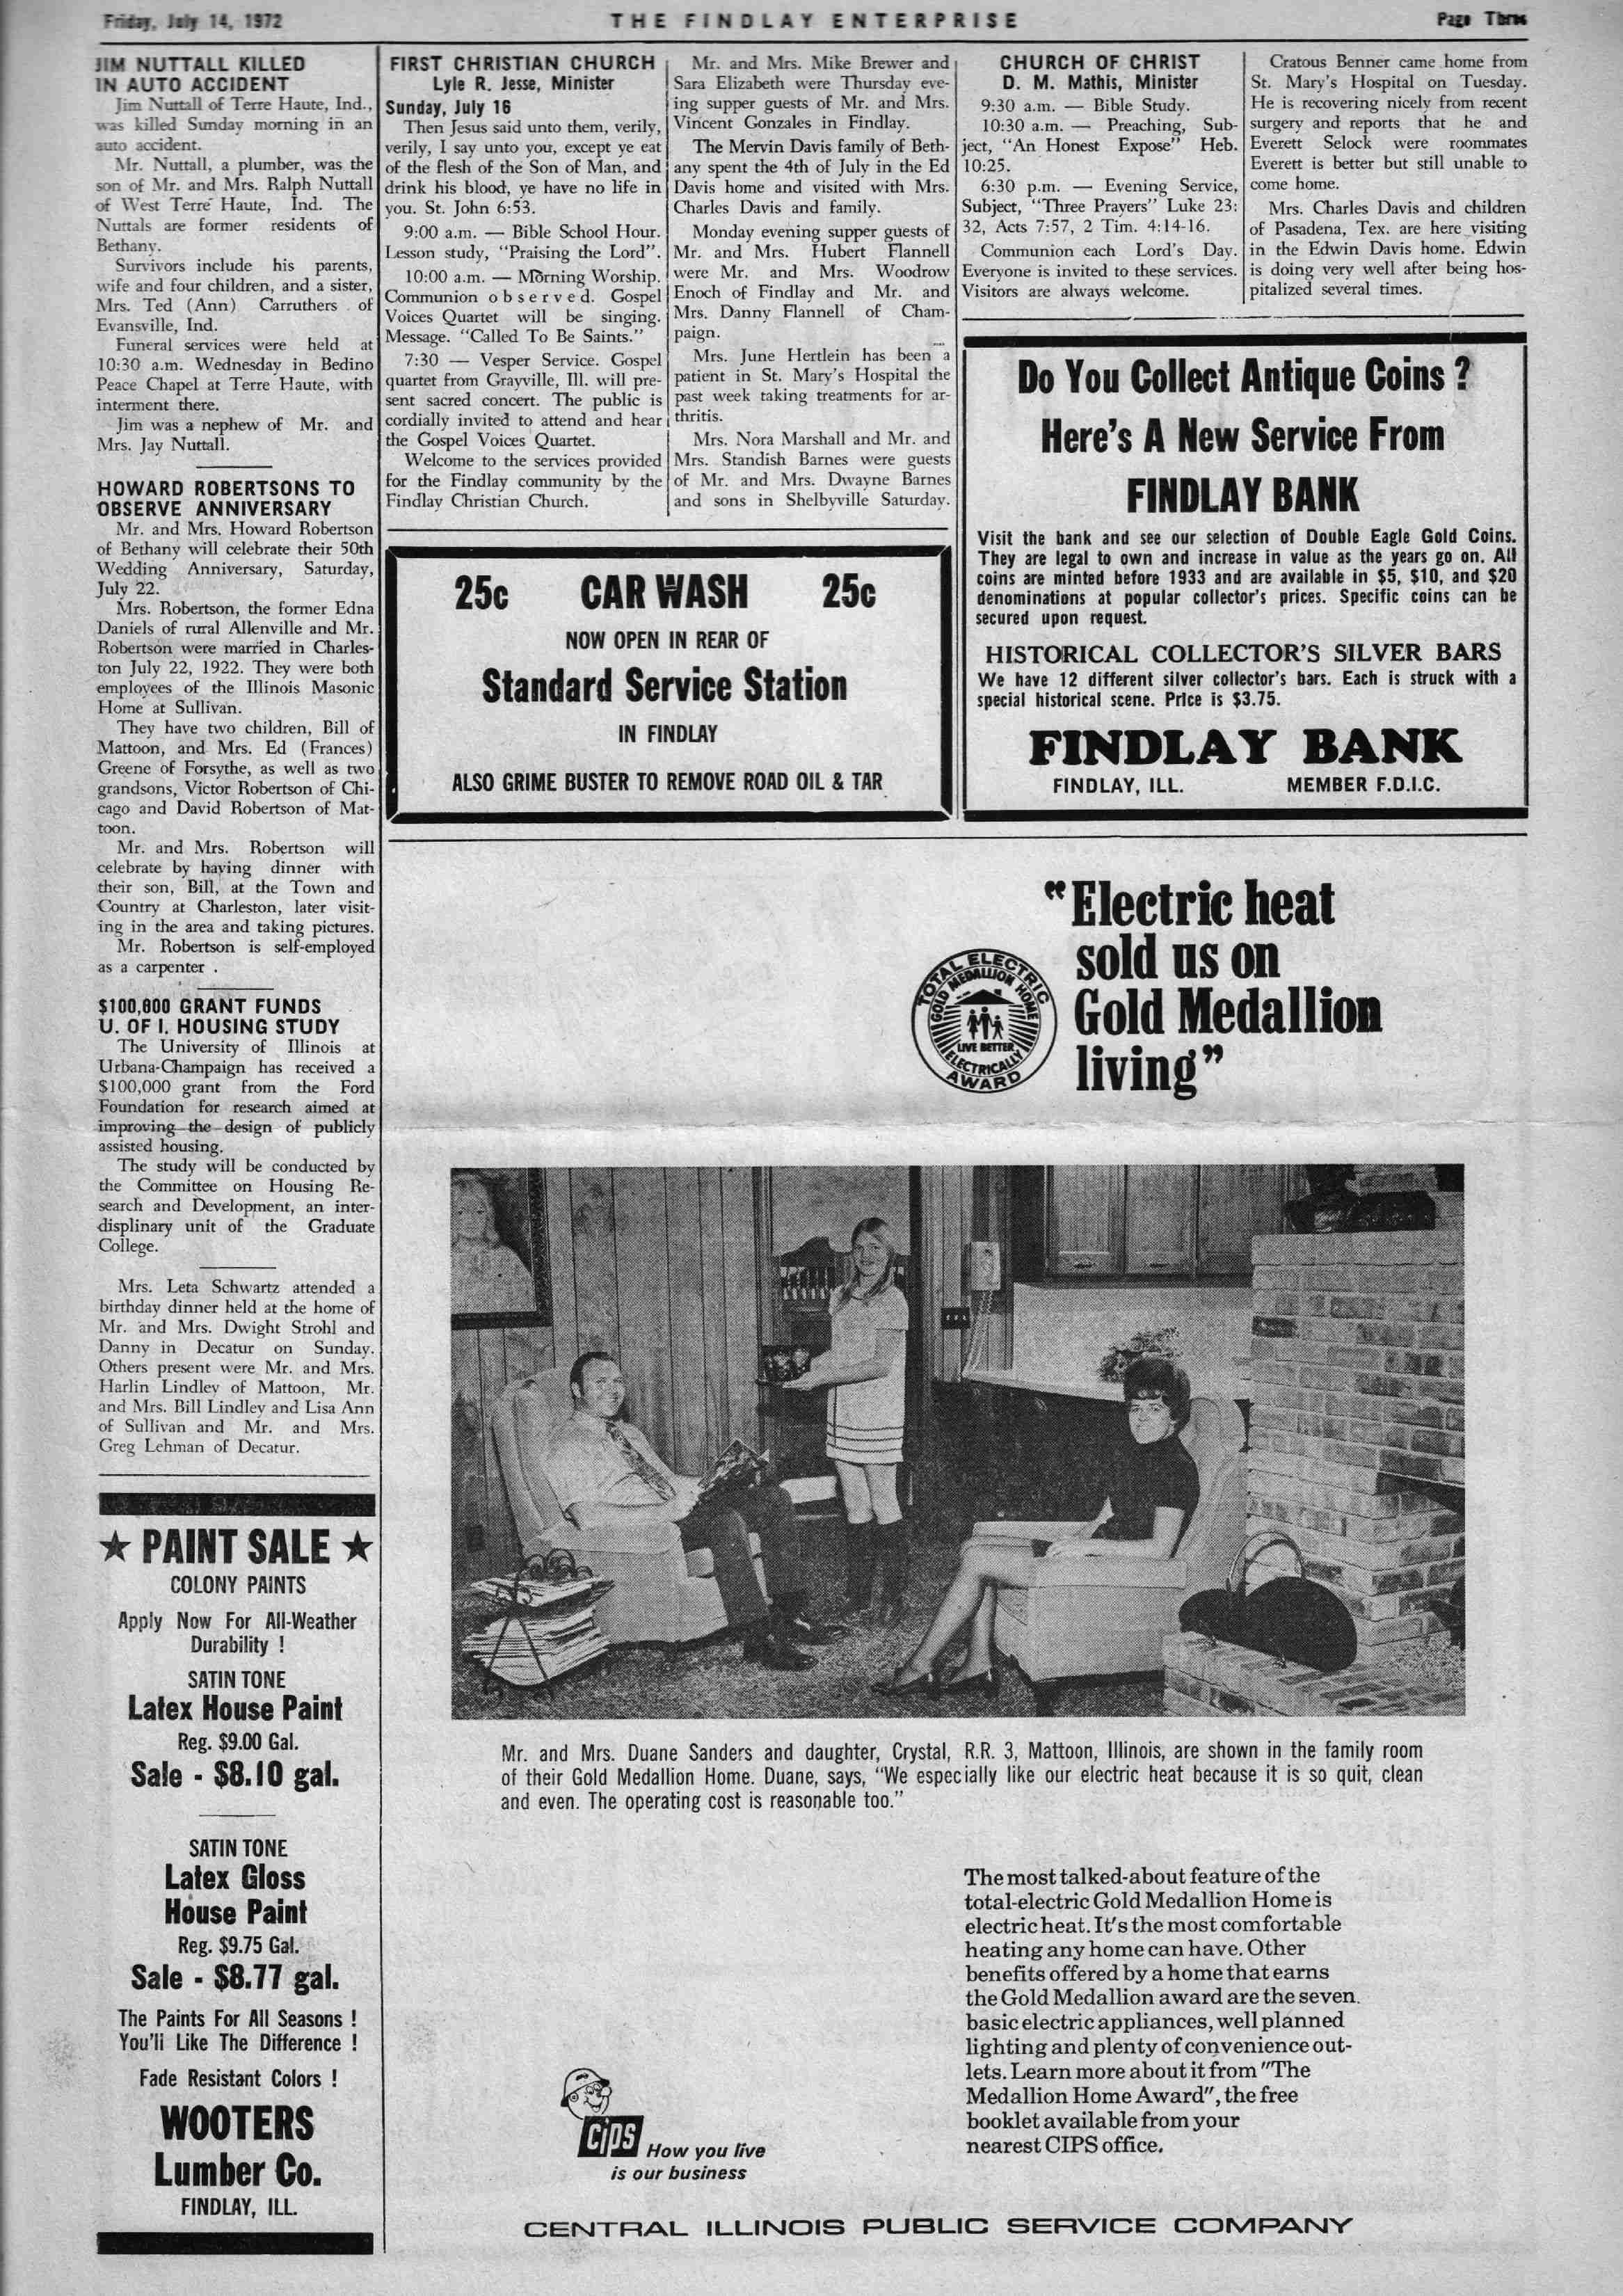 Friday, July 14, 1972
THE FINDLAY ENTERPRISE
Page Three
JIM NUTTALL KILLED
IN AUTO ACCIDENT
Jim Nuttall of Terre Haute, Ind.,
was killed Sunday morning in an
auto accident.
Mr. Nuttall, a plumber, was the
son of Mr. and Mrs. Ralph Nuttall
of West Terre Haute, Ind. The
Nuttals are former residents of
Bethany.
Survivors include his parents,
wife and four children, and a sister,
Mrs. Ted (Ann) Carruthers of
Evansville, Ind.
Funeral services were held at
10:30 a.m. Wednesday in Bedino
Peace Chapel at Terre Haute, with
interment there.
Jim was a nephew of Mr. and
Mrs. Jay Nuttall.
HOWARD ROBERTSONS TO
OBSERVE ANNIVERSARY
Mr. and Mrs. Howard Robertson
of Bethany will celebrate their 50th
Wedding Anniversary, Saturday,
July 22.
Mrs. Robertson, the former Edna
Daniels of rural Allenville and Mr.
Robertson were married in Charles-
ton July 22, 1922. They were both
employees of the Illinois Masonic
Home at Sullivan.
They have two children, Bill of
Mattoon, and Mrs. Ed (Frances)
Greene of Forsythe, as well as two
grandsons, Victor Robertson of Chi-
cago and David Robertson of Mat-
toon.
Mr. and Mrs. Robertson will
celebrate by having dinner with
their son, Bill, at the Town and
Country at Charleston, later visit-
ing in the area and taking pictures.
Mr. Robertson is self-employed
as a carpenter .
$100,000 GRANT FUNDS
U. OF I. HOUSING STUDY
The University of Illinois at
Urbana-Champaign has received a
$100,000 grant from the Ford
Foundation for research aimed at
improving the design of publicly
assisted housing.
The study will be conducted by
the Committee on Housing Re-
search and Development, an inter-
displinary unit of the Graduate
College.
Mrs. Leta Schwartz attended a
birthday dinner held at the home of
Mr. and Mrs. Dwight Strohl and
Danny in Decatur on Sunday.
Others present were Mr. and Mrs.
Harlin Lindley of Mattoon, Mr.
and Mrs. Bill Lindley and Lisa Ann
of Sullivan and Mr. and Mrs.
Greg Lehman of Decatur.
★ PAINT SALE ★
COLONY PAINTS
Apply Now For All-Weather
Durability !
SATIN TONE
Latex House Paint
Reg. $9.00 Gal.
Sale - $8.10 gal.
SATIN TONE
Latex Gloss
House Paint
Reg. $9.75 Gal.
Sale - $8.77 gal.
The Paints For All Seasons !
You'll Like The Difference !
Fade Resistant Colors !
WOOTERS
Lumber Co.
FINDLAY, ILL.
FIRST CHRISTIAN CHURCH
Lyle R. Jesse, Minister
Sunday, July 16
Then Jesus said unto them, verily,
verily, I say unto you, except ye eat
of the flesh of the Son of Man, and
drink his blood, ye have no life in
you. St. John 6:53.
9:00 a.m. — Bible School Hour.
Lesson study, "Praising the Lord".
10:00 a.m. — Morning Worship.
Communion observed. Gospel
Voices Quartet will be singing.
Message. "Called To Be Saints."
7:30 — Vesper Service. Gospel
quartet from Grayville, Ill. will pre-
sent sacred concert. The public is
cordially invited to attend and hear
the Gospel Voices Quartet.
Welcome to the services provided
for the Findlay community by the
Findlay Christian Church.
Mr. and Mrs. Mike Brewer and
Sara Elizabeth were Thursday eve-
ing supper guests of Mr. and Mrs.
Vincent Gonzales in Findlay.
The Mervin Davis family of Beth-
any spent the 4th of July in the Ed
Davis home and visited with Mrs.
Charles Davis and family.
Monday evening supper guests of
Mr. and Mrs. Hubert Flannell
were Mr. and Mrs. Woodrow
Enoch of Findlay and Mr. and
Mrs. Danny Flannell of Cham-
paign.
Mrs. June Hertlein has been a
patient in St. Mary's Hospital the
past week taking treatments for ar-
thritis.
Mrs. Nora Marshall and Mr. and
Mrs. Standish Barnes were guests
of Mr. and Mrs. Dwayne Barnes
and sons in Shelbyville Saturday.
CHURCH OF CHRIST
D. M. Mathis, Minister
9:30 a.m. — Bible Study.
10:30 a.m. — Preaching, Sub-
ject, "An Honest Expose" Heb.
10:25.
6:30 p.m. — Evening Service,
Subject, "Three Prayers" Luke 23:
32, Acts 7:57, 2 Tim. 4:14-16.
Communion each Lord's Day.
Everyone is invited to these services.
Visitors are always welcome.
Cratous Benner came home from
St. Mary's Hospital on Tuesday.
He is recovering nicely from recent
surgery and reports that he and
Everett Selock were roommates
Everett is better but still unable to
come home.
Mrs. Charles Davis and children
of Pasadena, Tex. are here visiting
in the Edwin Davis home. Edwin
is doing very well after being hos-
pitalized several times.
25c CAR WASH 25c
NOW OPEN IN REAR OF
Standard Service Station
IN FINDLAY
ALSO GRIME BUSTER TO REMOVE ROAD OIL & TAR
Do You Collect Antique Coins ?
Here's A New Service From
FINDLAY BANK
Visit the bank and see our selection of Double Eagle Gold Coins.
They are legal to own and increase in value as the years go on. All
coins are minted before 1933 and are available in $5, $10, and $20
denominations at popular collector's prices. Specific coins can be
secured upon request.
HISTORICAL COLLECTOR'S SILVER BARS
We have 12 different silver collector's bars. Each is struck with a
special historical scene. Price is $3.75.
FINDLAY BANK
FINDLAY, ILL. MEMBER F.D.I.C.
"Electric heat
sold us on
Gold Medallion
living"
TOTAL ELECTRIC
GOLD MEDALLION HOME
LIVE BETTER
ELECTRICALLY
AWARD
Mr. and Mrs. Duane Sanders and daughter, Crystal, R.R. 3, Mattoon, Illinois, are shown in the family room
of their Gold Medallion Home. Duane, says, "We especially like our electric heat because it is so quit, clean
and even. The operating cost is reasonable too."
The most talked-about feature of the
total-electric Gold Medallion Home is
electric heat. It's the most comfortable
heating any home can have. Other
benefits offered by a home that earns
the Gold Medallion award are the seven
basic electric appliances, well planned
lighting and plenty of convenience out-
lets. Learn more about it from "The
Medallion Home Award", the free
booklet available from your
nearest CIPS office.
CIPS
How you live
is our business
CENTRAL ILLINOIS PUBLIC SERVICE COMPANY